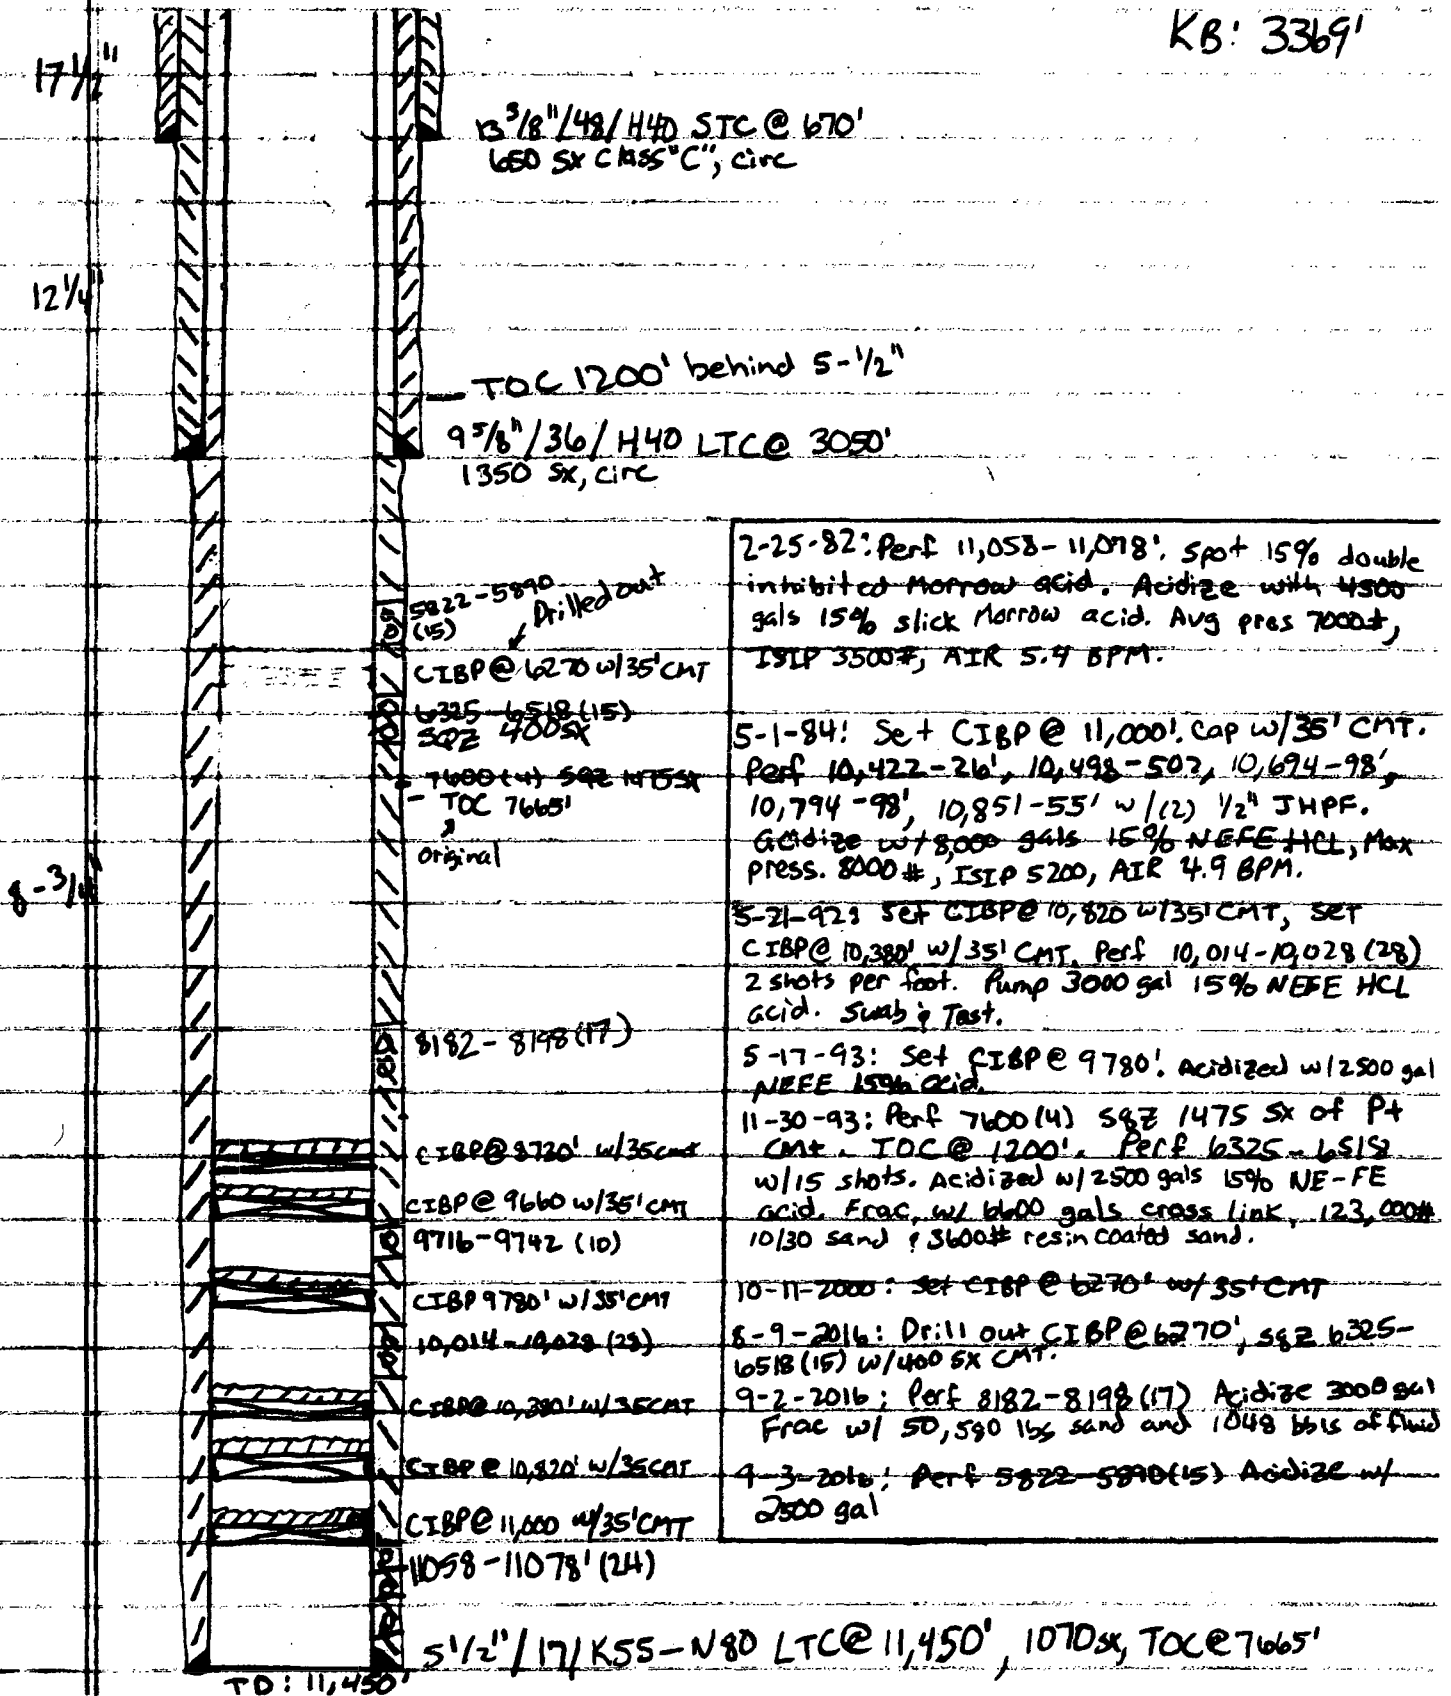 KB: 3369'
17 1/2"
13 3/8"/48/H40 STC @ 670'
650 SX Class "C", circ
12 1/4"
TOC 1200' behind 5-1/2"
9 5/8"/36/H40 LTC @ 3050'
1350 SX, circ
5822-5890
(15)
Drilled out
CIBP @ 6270 w/35' CMT
6325-6518 (15)
SQZ 400SX
7600 (4) SQZ 1475SX
TOC 7665'
original
8-3/4"
8182-8198 (17)
CIBP@ 8720' w/35 cmt
CIBP@ 9660 w/35' CMT
9716-9742 (10)
CIBP 9780' w/35' CMT
10,014-10,028 (28)
CIBP@ 10,380' w/35 CMT
CIBP@ 10,820' w/35 CMT
CIBP@ 11,000 w/35' CMT
11058-11078' (24)
5 1/2"/17/K55-N80 LTC@ 11,450', 1070sx, TOC@7665'
TD: 11,450'
2-25-82: Perf 11,058-11,078'. Spot 15% double
inhibited Morrow acid. Acidize with 4500
gals 15% slick Morrow acid. Avg pres 7000#,
ISIP 3500#, AIR 5.4 BPM.
5-1-84: Set CIBP @ 11,000'. Cap w/35' CMT.
Perf 10,422-26', 10,498-502, 10,694-98',
10,794-98', 10,851-55' w/(2) 1/2" JHPF.
Acidize w/ 8,000 gals 15% NEFE HCL, Max
press. 8000#, ISIP 5200, AIR 4.9 BPM.
5-21-92: Set CIBP@ 10,820 w/35' CMT, set
CIBP@ 10,380' w/35' CMT. Perf 10,014-10,028 (28)
2 shots per foot. Pump 3000 gal 15% NEFE HCL
acid. Swab & Test.
5-17-93: Set CIBP@ 9780'. Acidized w/2500 gal
NEFE 15% acid.
11-30-93: Perf 7600 (4) sqz 1475 SX of Pt
Cmt. TOC@ 1200'. Perf 6325-6518
w/15 shots. Acidized w/2500 gals 15% NE-FE
acid. Frac w/ 6600 gals cross link, 123,000#
10/30 sand & 3600# resin coated sand.
10-11-2000: Set CIBP @ 6270' w/35' CMT
8-9-2016: Drill out CIBP@6270', sqz 6325-
6518 (15) w/400 SX CMT.
9-2-2016: Perf 8182-8198 (17) Acidize 3000 gal
Frac w/ 50,580 lbs sand and 1048 bbls of fluid
9-3-2016: Perf 5822-5890 (15) Acidize w/
2500 gal